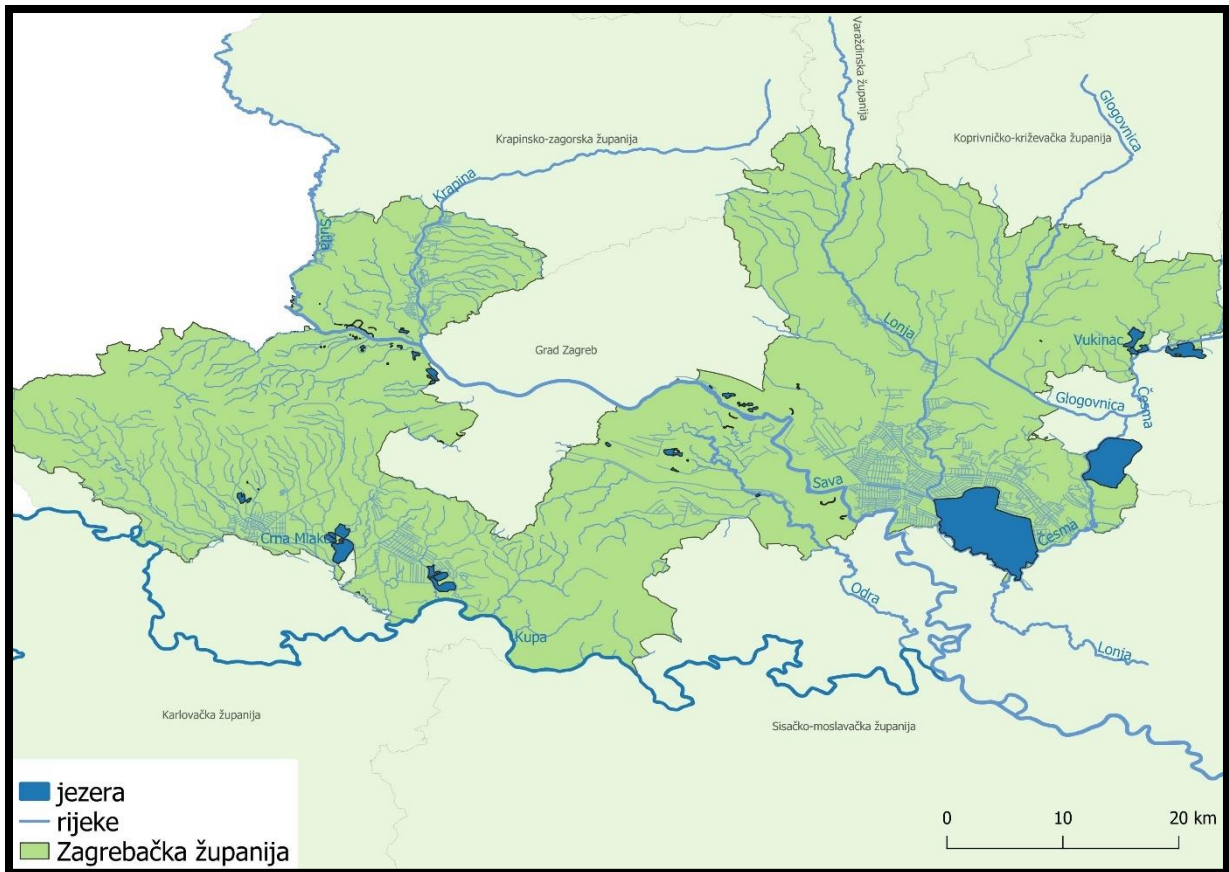 Varaždinska županija
Glogovnica
Krapinsko-zagorska županija
Koprivničko-križevačka županija
Krapina
Sutla
Lonja
Vukinac
Grad Zagreb
Glogovnica
Česma
Sava
Crna Mlaka
Česma
Odra
Kupa
Lonja
Karlovačka županija
Sisačko-moslavačka županija
jezera
rijeke
Zagrebačka županija
0 10 20 km